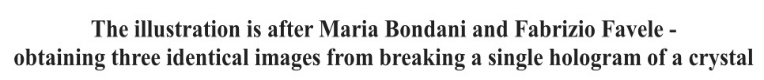 The illustration is after Maria Bondani and Fabrizio Favele -
obtaining three identical images from breaking a single hologram of a crystal